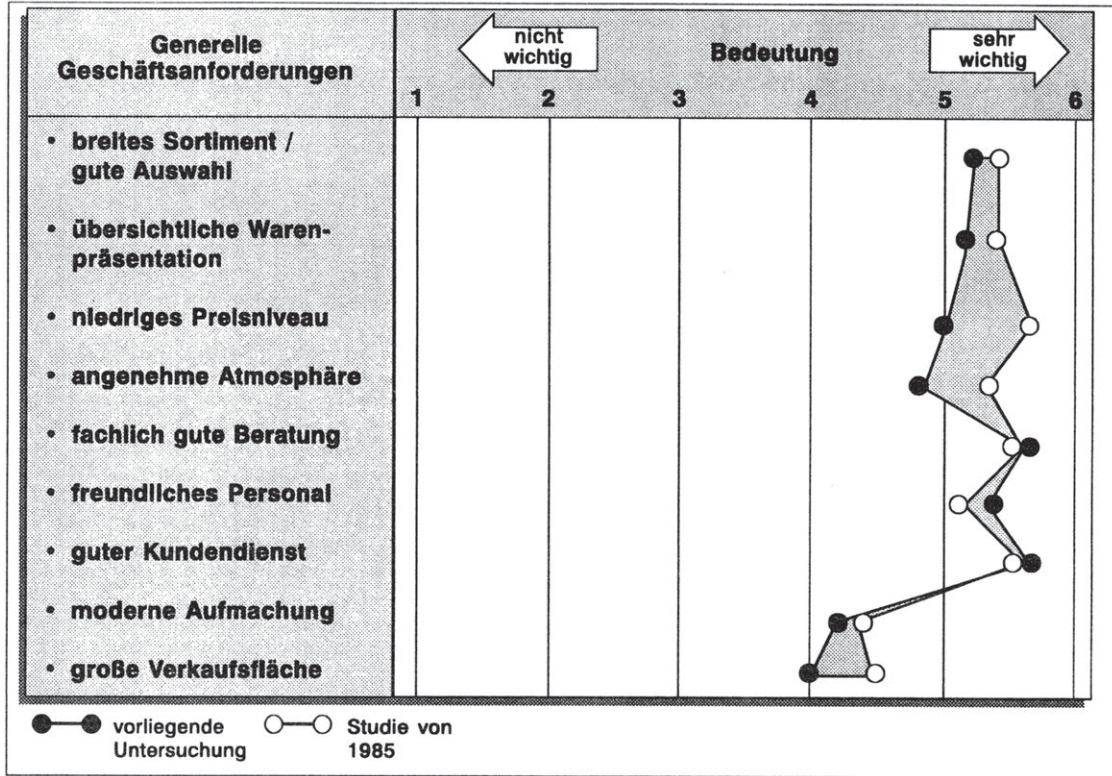 Generelle
Geschäftsanforderungen
nicht
wichtig
Bedeutung
sehr
wichtig
1 2 3 4 5 6
• breites Sortiment /
gute Auswahl
• übersichtliche Waren-
präsentation
• niedriges Preisniveau
• angenehme Atmosphäre
• fachlich gute Beratung
• freundliches Personal
• guter Kundendienst
• moderne Aufmachung
• große Verkaufsfläche
vorliegende
Untersuchung
Studie von
1985